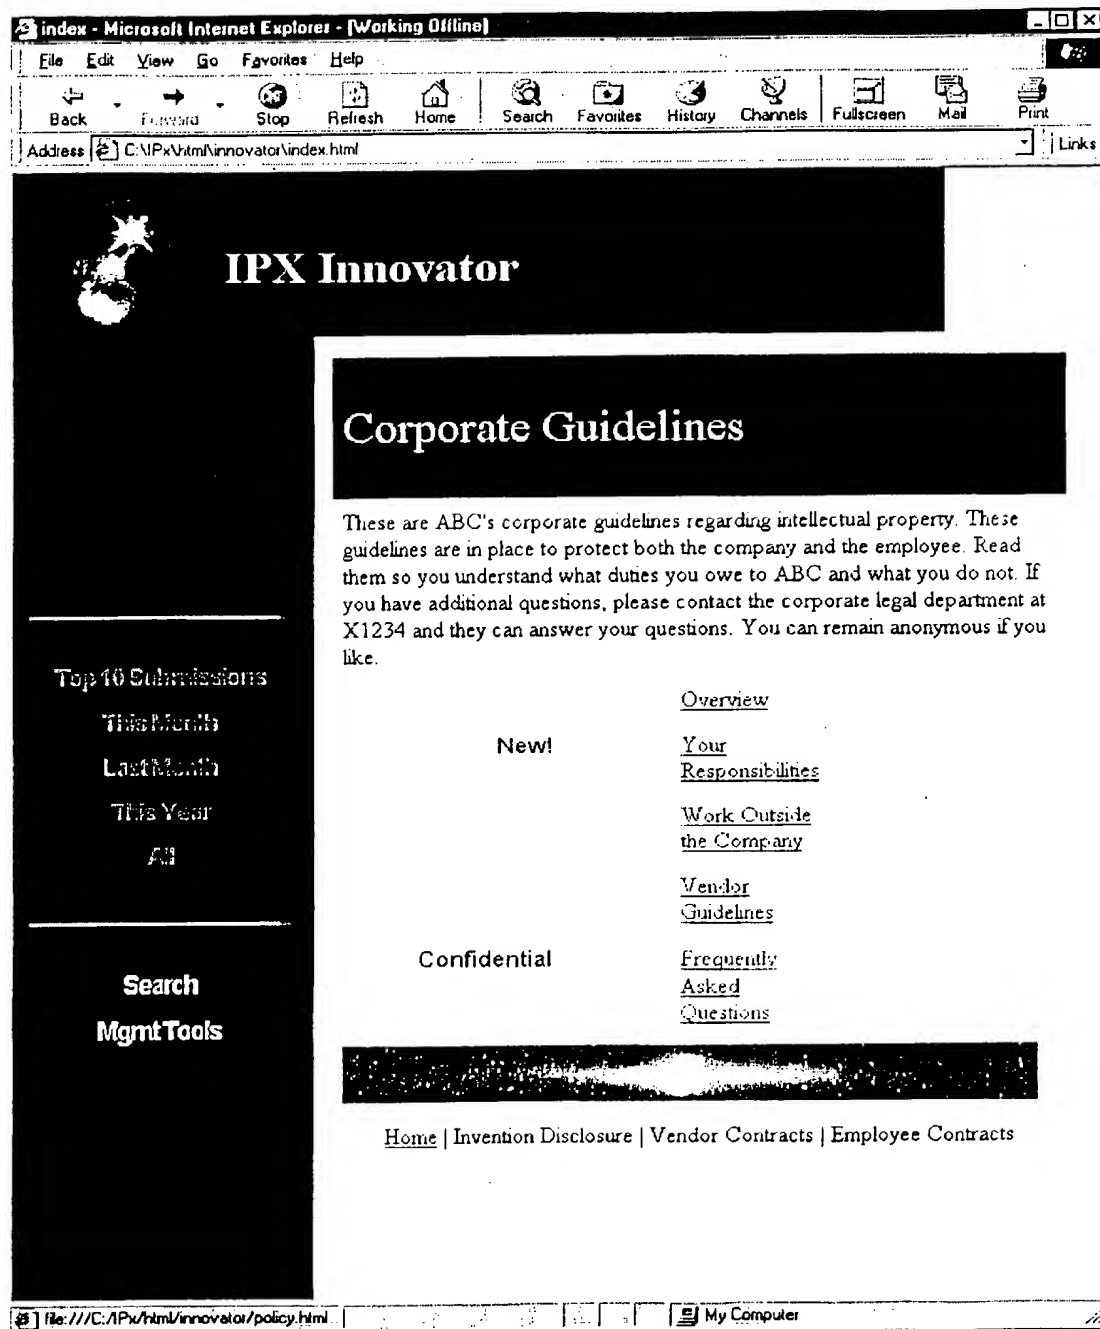 index - Microsoft Internet Explorer - [Working Offline]
File Edit View Go Favorites Help
Back Forward Stop Refresh Home Search Favorites History Channels Fullscreen Mail Print
Address C:\IPx\html\innovator\index.html Links
IPX Innovator
Corporate Guidelines
These are ABC's corporate guidelines regarding intellectual property. These
guidelines are in place to protect both the company and the employee. Read
them so you understand what duties you owe to ABC and what you do not. If
you have additional questions, please contact the corporate legal department at
X1234 and they can answer your questions. You can remain anonymous if you
like.
Top 10 Submissions
This Month
Last Month
This Year
All
Search
Mgmt Tools
Overview
New! Your
Responsibilities
Work Outside
the Company
Vendor
Guidelines
Confidential Frequently
Asked
Questions
Home | Invention Disclosure | Vendor Contracts | Employee Contracts
file:///C:/IPx/html/innovator/policy.html My Computer